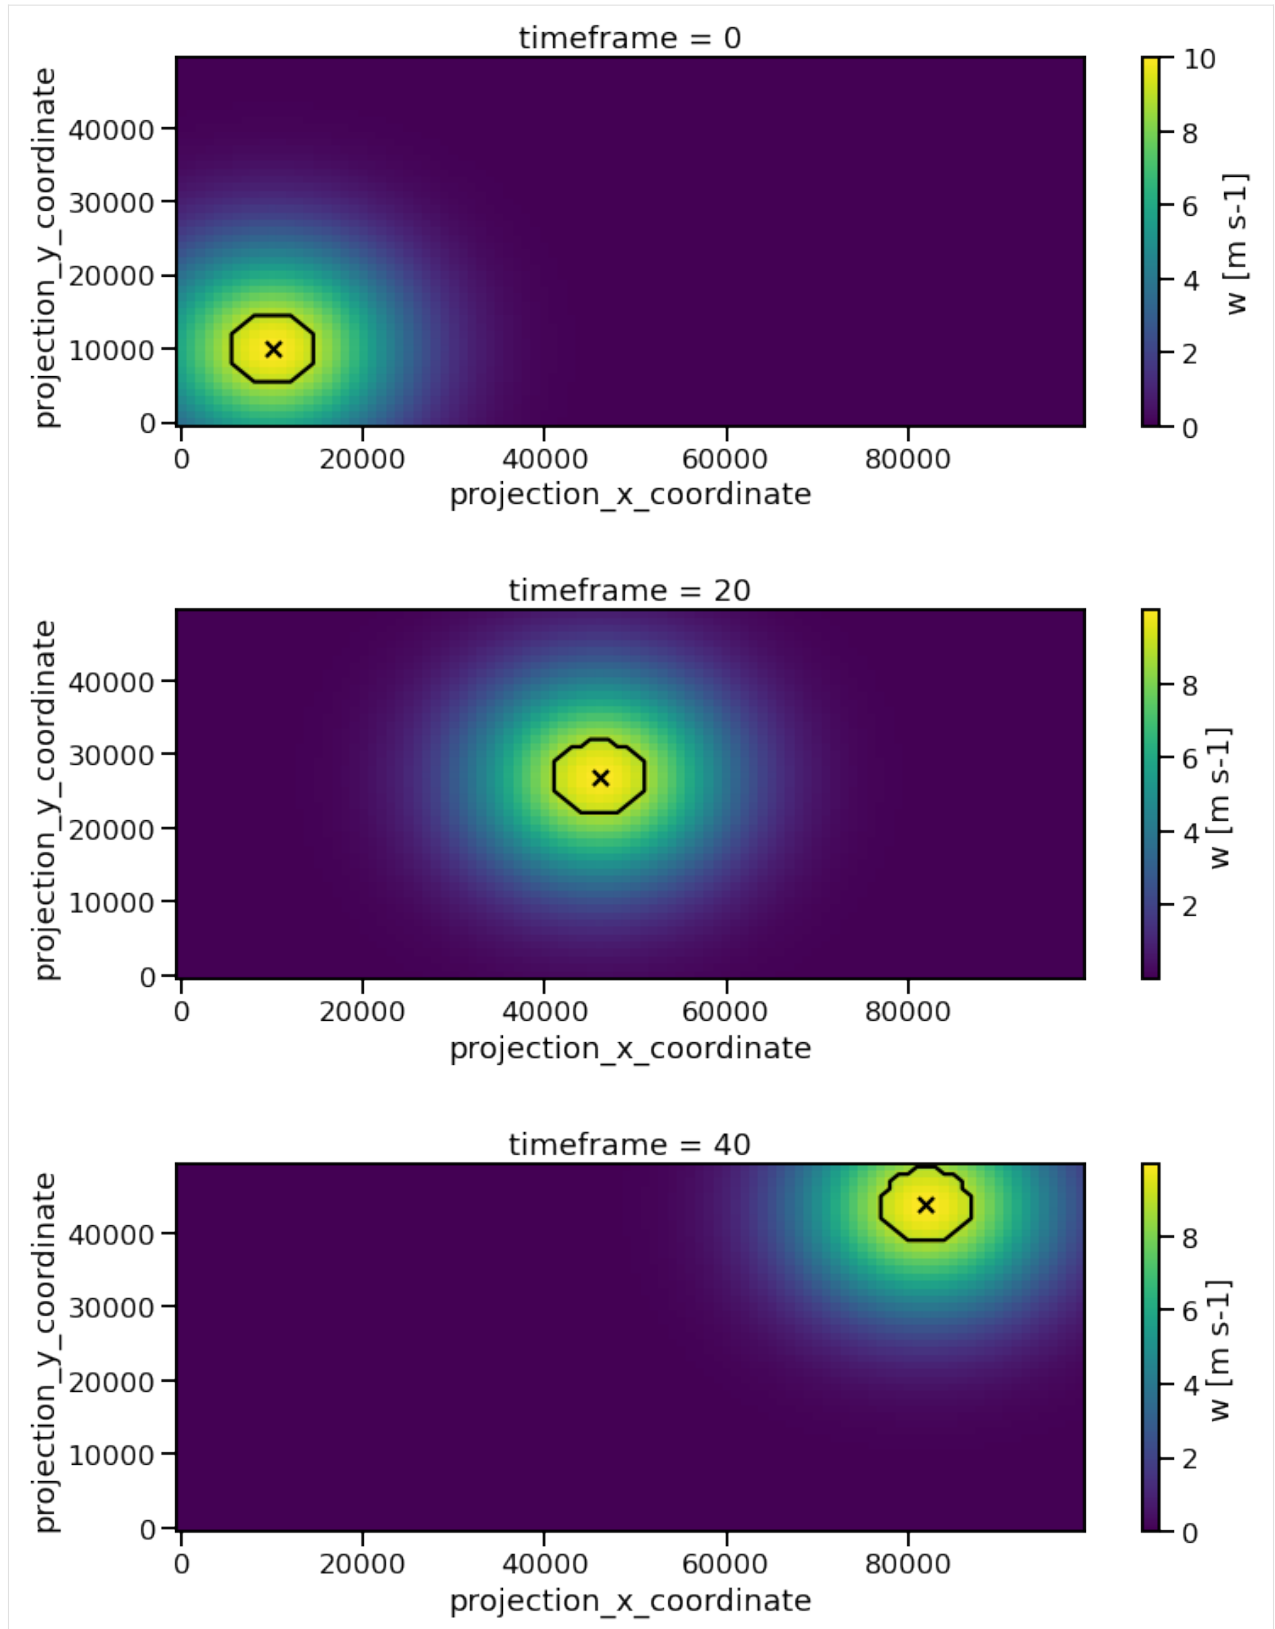 timeframe = 0
projection_y_coordinate
40000
30000
20000
10000
0
0 20000 40000 60000 80000
projection_x_coordinate
10
8
6
4
2
0
w [m s-1]
timeframe = 20
projection_y_coordinate
40000
30000
20000
10000
0
0 20000 40000 60000 80000
projection_x_coordinate
8
6
4
2
w [m s-1]
timeframe = 40
projection_y_coordinate
40000
30000
20000
10000
0
0 20000 40000 60000 80000
projection_x_coordinate
8
6
4
2
0
w [m s-1]